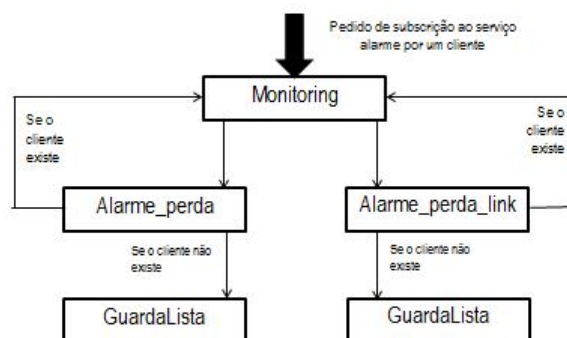 Pedido de subscrição ao serviço
alarme por um cliente
Monitoring
Se o
cliente
existe
Se o
cliente
existe
Alarme_perda
Alarme_perda_link
Se o cliente não
existe
Se o cliente não
existe
GuardaLista
GuardaLista